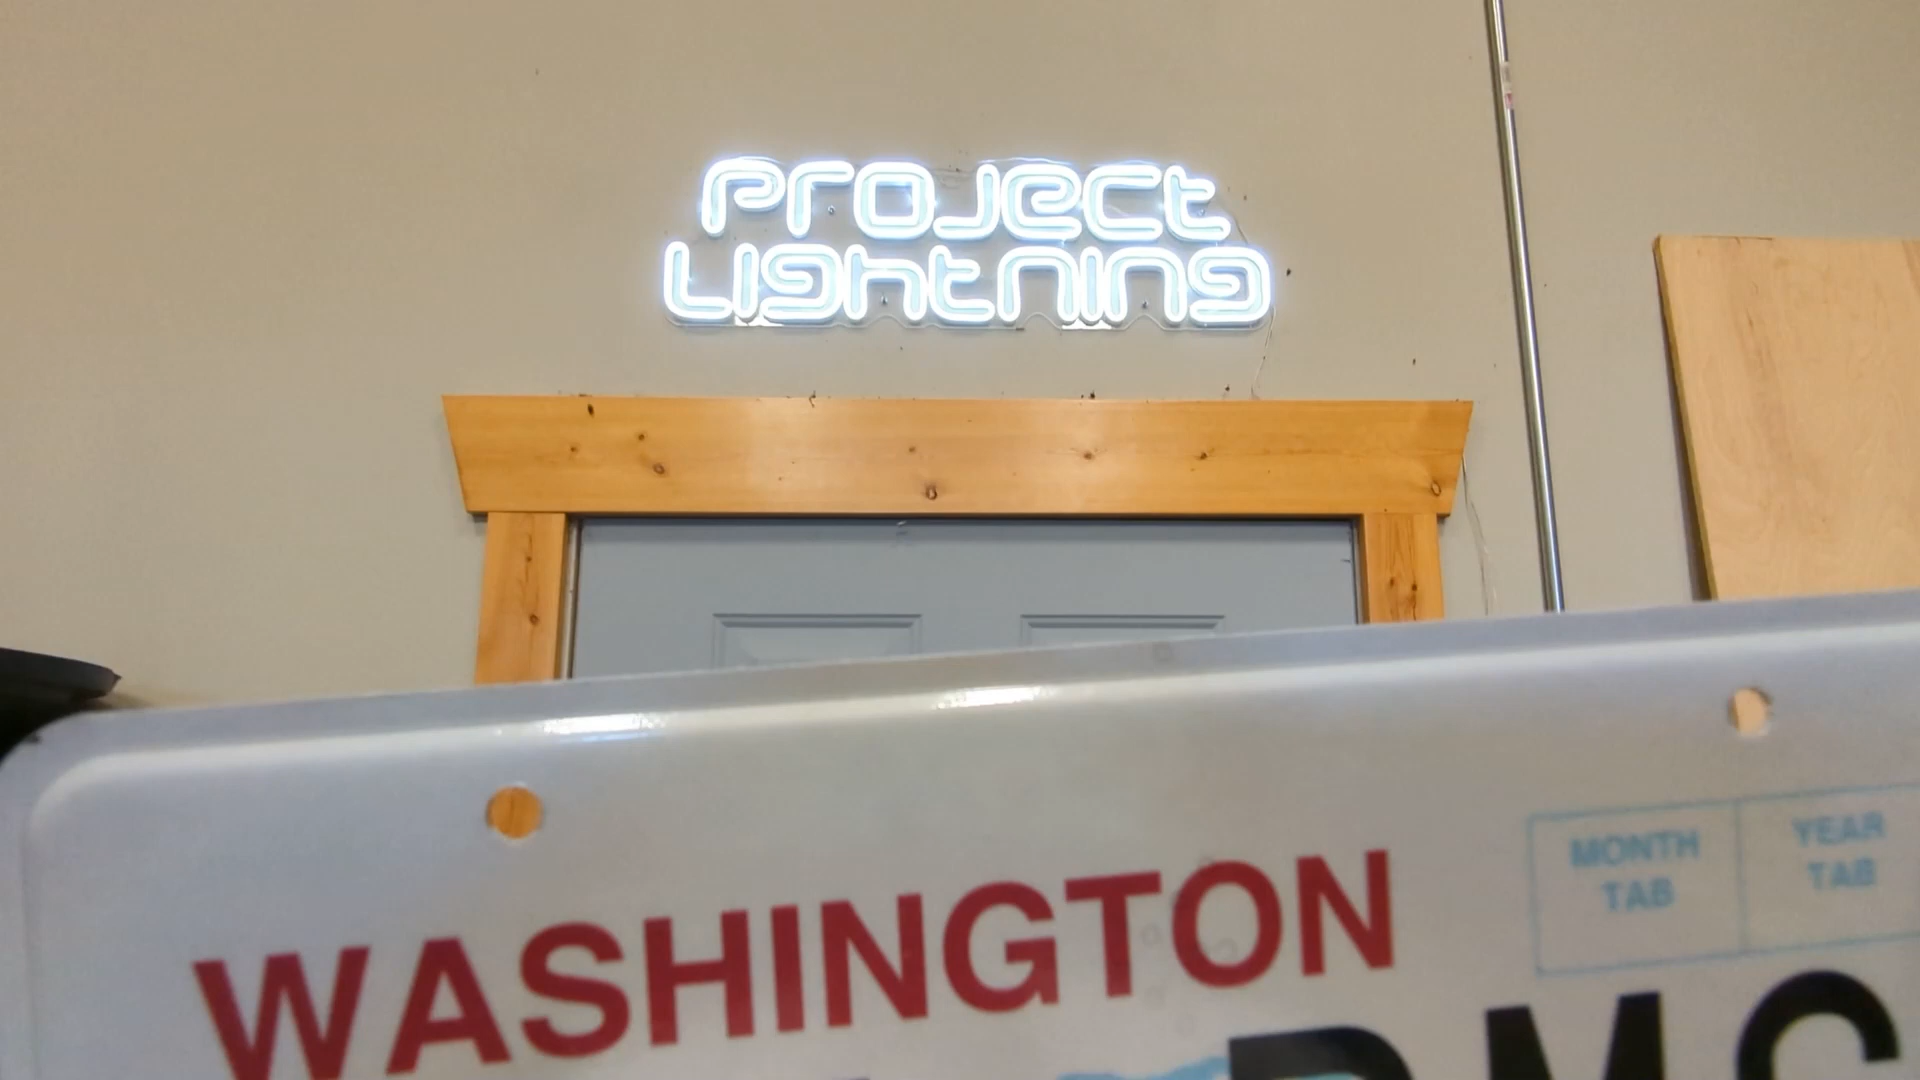 PROJECT
LIGHTNING
WASHINGTON
MONTH
TAB
YEAR
TAB